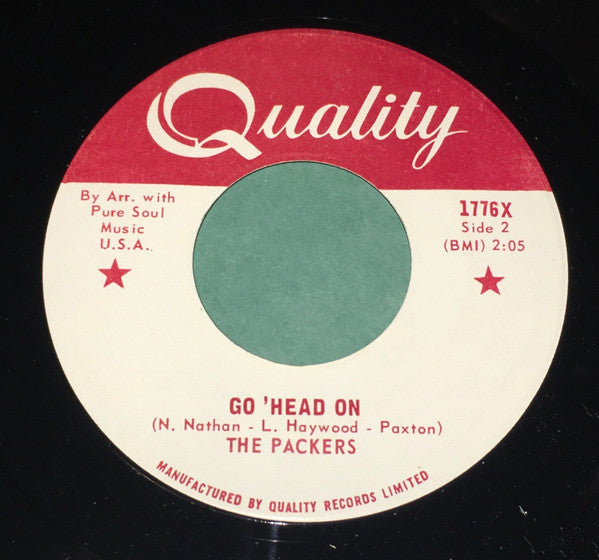 Quality
By Arr. with
Pure Soul
Music
U.S.A.
1776X
Side 2
(BMI) 2:05
GO 'HEAD ON
(N. Nathan - L. Haywood - Paxton)
THE PACKERS
MANUFACTURED BY QUALITY RECORDS LIMITED